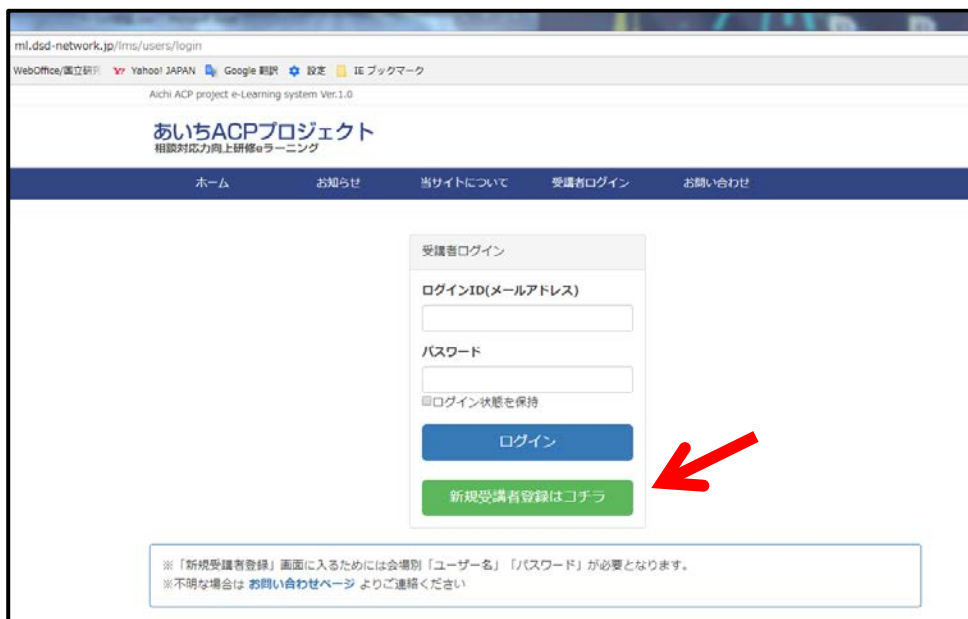 ml.dsd-network.jp/lms/users/login
WebOffice/国立研究 Yahoo! JAPAN Google 翻訳 設定 IE ブックマーク
Aichi ACP project e-Learning system Ver.1.0
あいちACPプロジェクト
相談対応力向上研修eラーニング
ホーム お知らせ 当サイトについて 受講者ログイン お問い合わせ
受講者ログイン
ログインID(メールアドレス)
パスワード
ログイン状態を保持
ログイン
新規受講者登録はコチラ
※「新規受講者登録」画面に入るためには会場別「ユーザー名」「パスワード」が必要となります。
※不明な場合は お問い合わせページ よりご連絡ください